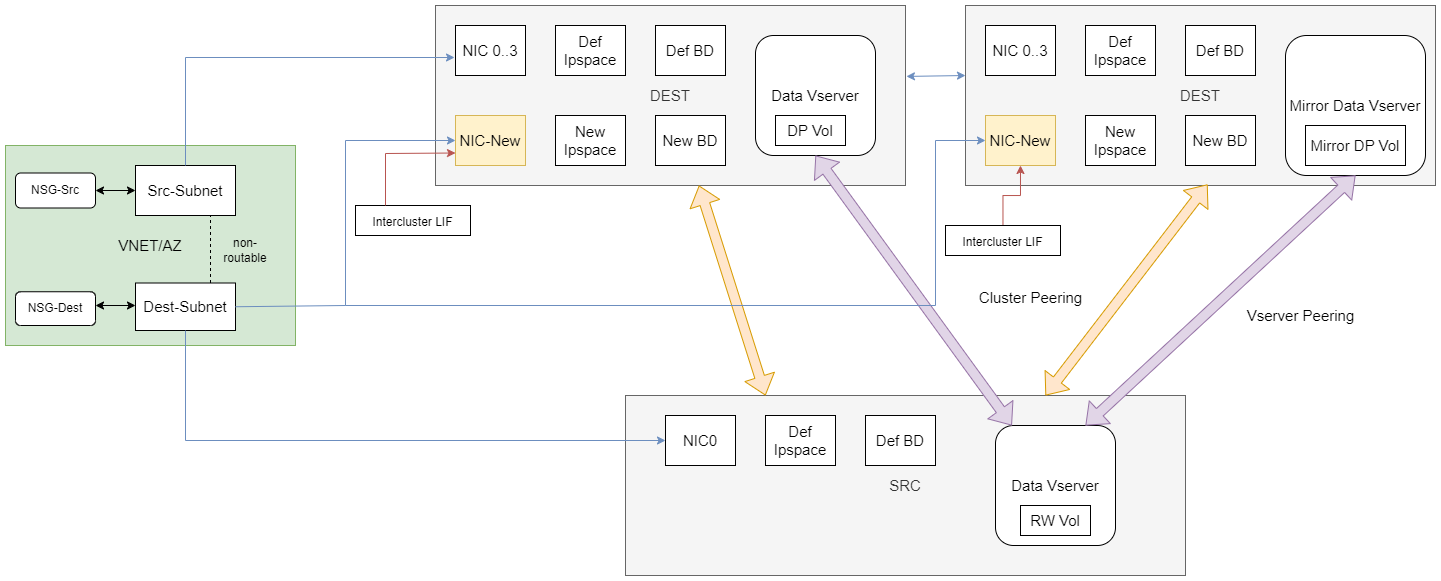 NIC 0..3
Def
Ipspace
Def BD
DEST
Data Vserver
DP Vol
NIC-New
New
Ipspace
New BD
NIC 0..3
Def
Ipspace
Def BD
DEST
Mirror Data Vserver
Mirror DP Vol
NIC-New
New
Ipspace
New BD
NSG-Src
Src-Subnet
VNET/AZ
non-
routable
NSG-Dest
Dest-Subnet
Intercluster LIF
Intercluster LIF
Cluster Peering
Vserver Peering
NIC0
Def
Ipspace
Def BD
SRC
Data Vserver
RW Vol